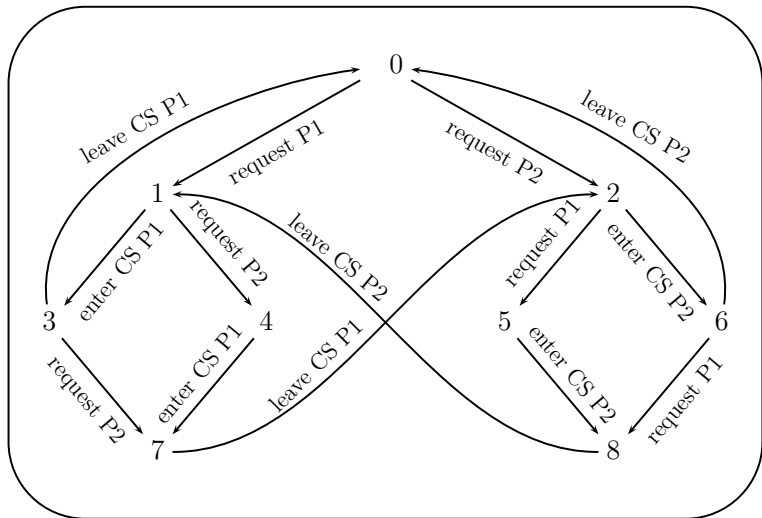 0
leave CS P1
leave CS P2
request P1
request P2
1
2
enter CS P1
request P2
leave CS P2
request P1
enter CS P2
3
4
5
6
request P2
enter CS P1
leave CS P1
enter CS P2
request P1
7
8